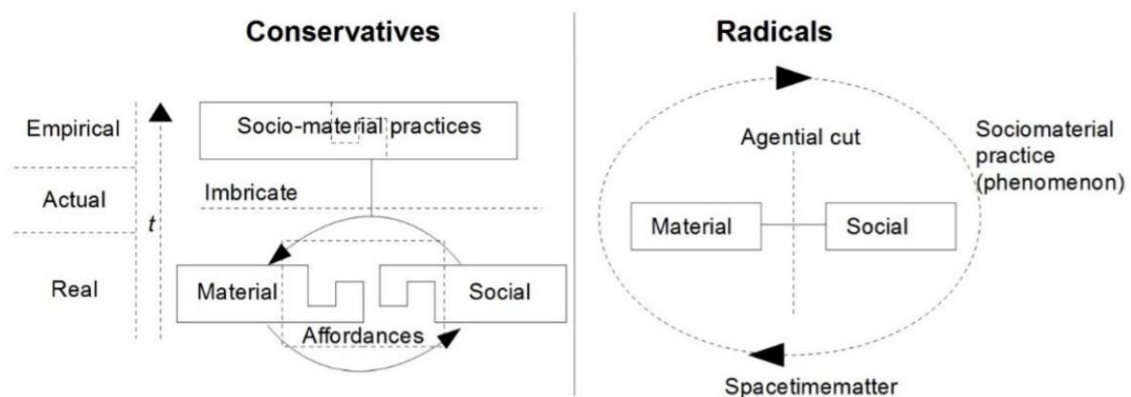 Conservatives
Empirical
Actual
Real
t
Socio-material practices
Imbricate
Material
Social
Affordances
Radicals
Agential cut
Sociomaterial
practice
(phenomenon)
Material
Social
Spacetimematter